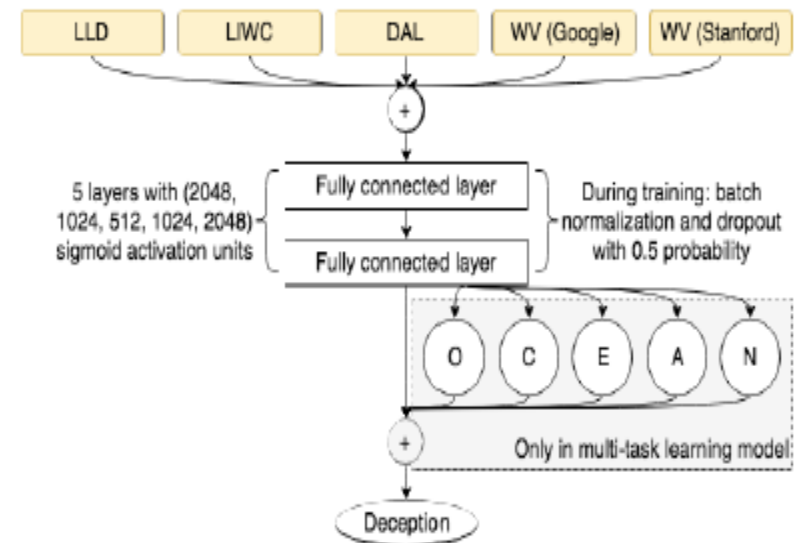 LLD
LIWC
DAL
WV (Google)
WV (Stanford)
+
5 layers with (2048,
1024, 512, 1024, 2048)
sigmoid activation units
Fully connected layer
Fully connected layer
During training: batch
normalization and dropout
with 0.5 probability
O
C
E
A
N
+
Only in multi-task learning model
Deception